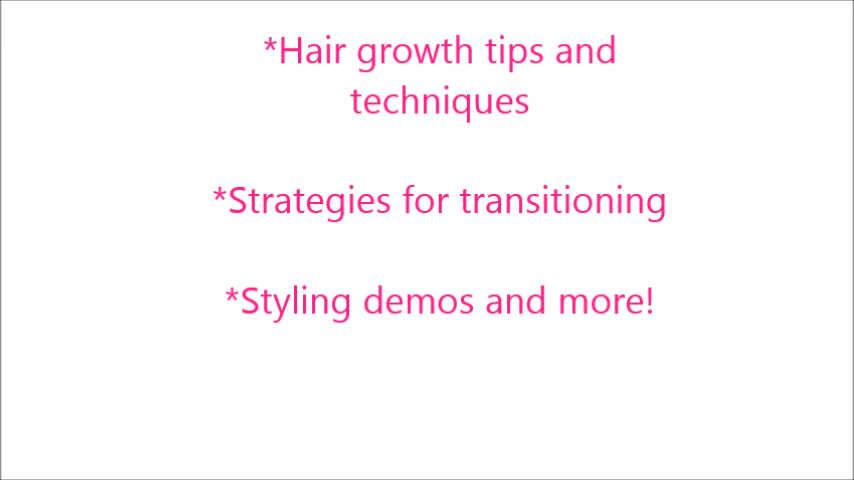 *Hair growth tips and
techniques
*Strategies for transitioning
*Styling demos and more!